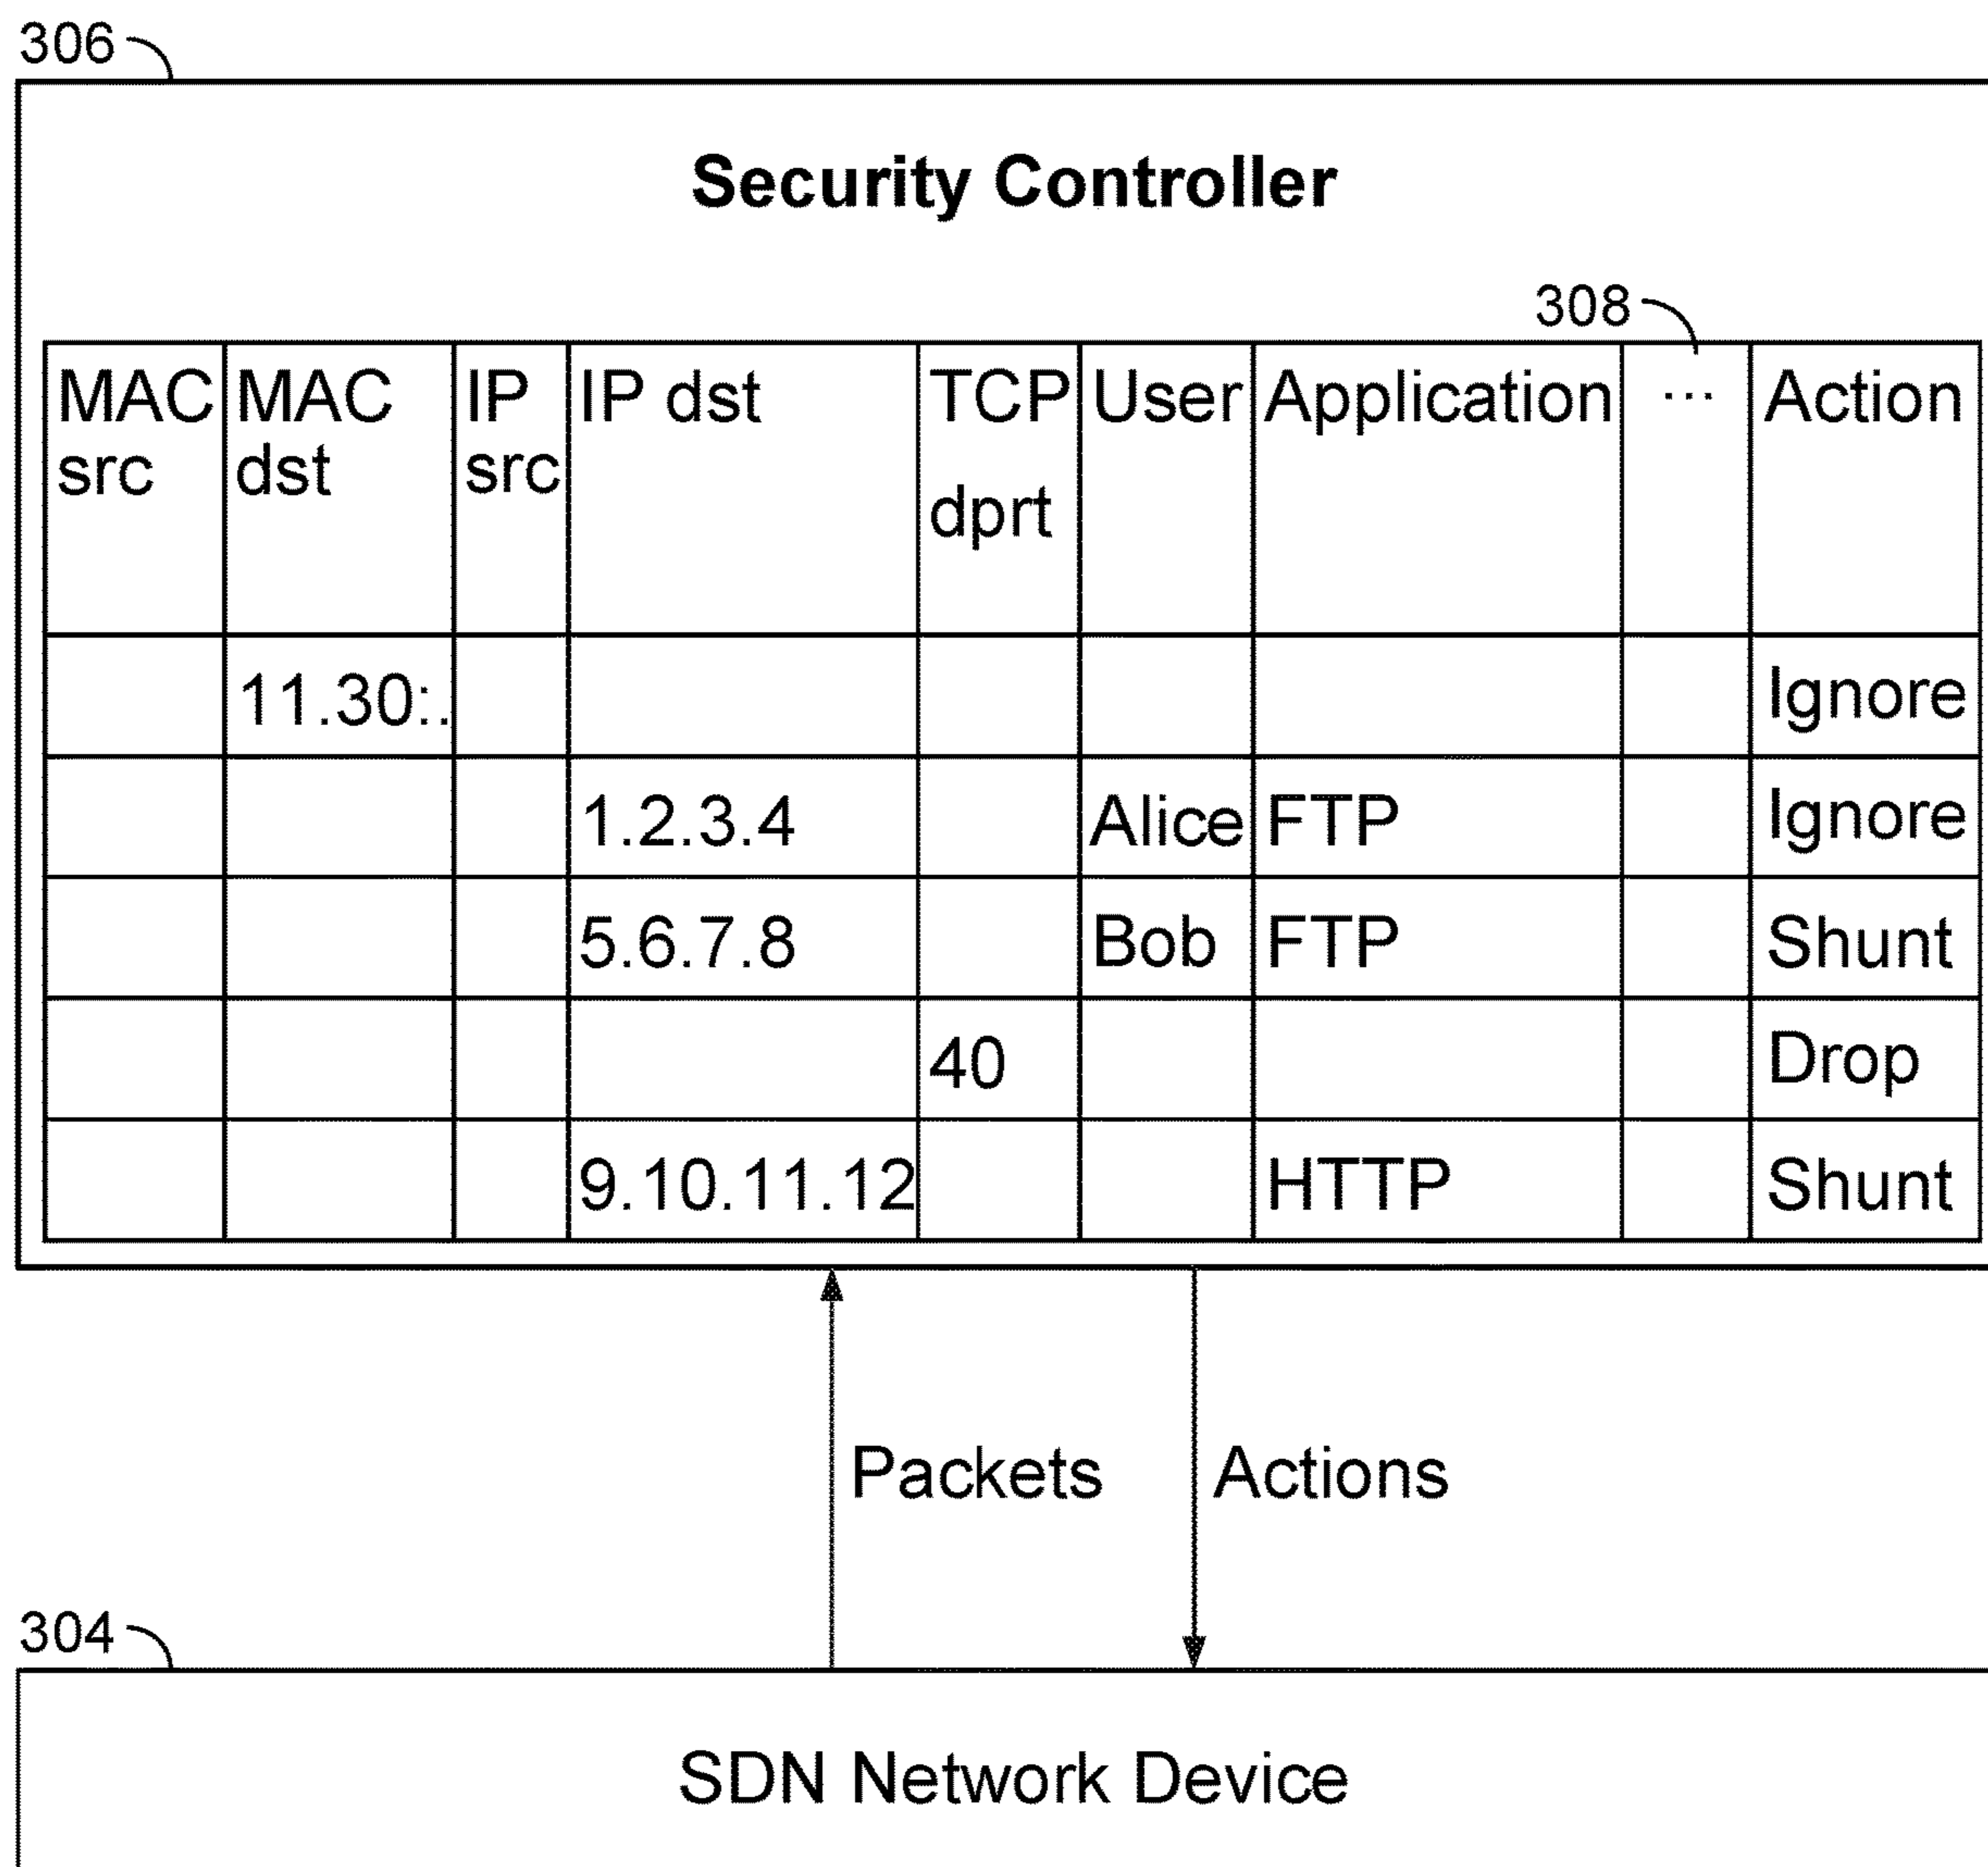 306
Security Controller
308
MAC src MAC dst IP src IP dst TCP dprt User Application ... Action
11.30:. Ignore
1.2.3.4 Alice FTP Ignore
5.6.7.8 Bob FTP Shunt
40 Drop
9.10.11.12 HTTP Shunt
Packets Actions
304
SDN Network Device